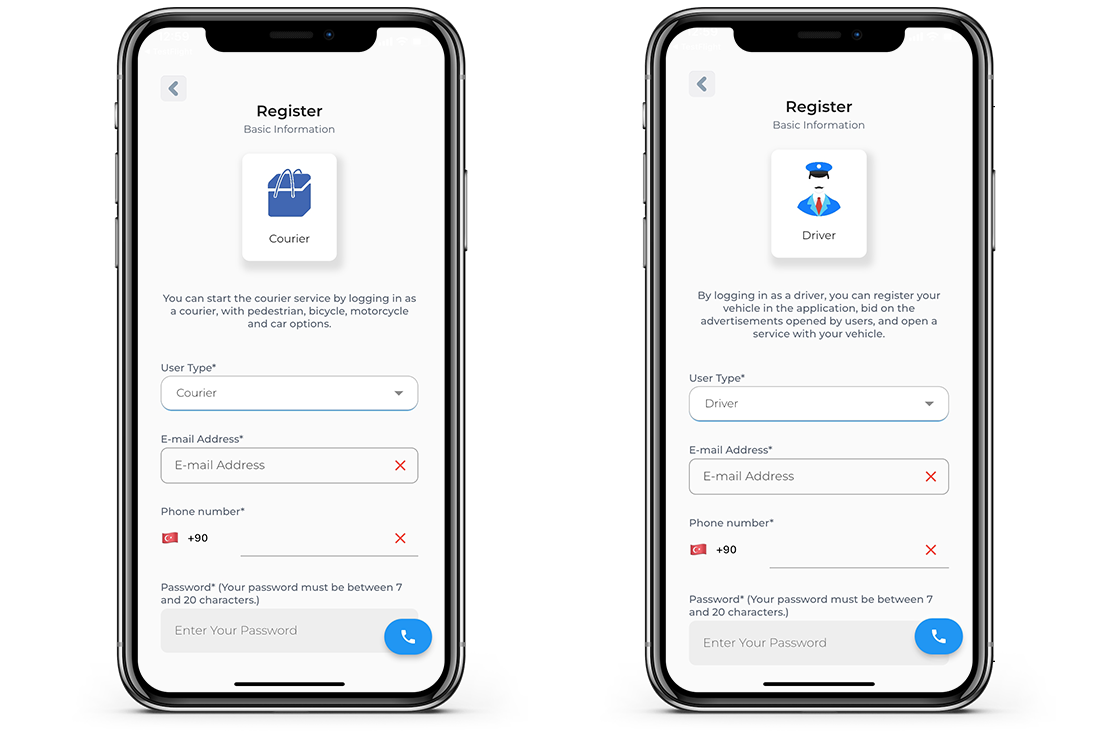 Register
Basic Information
Courier
You can start the courier service by logging in as
a courier, with pedestrian, bicycle, motorcycle
and car options.
User Type*
Courier
E-mail Address*
E-mail Address
Phone number*
+90
Password* (Your password must be between 7
and 20 characters.)
Enter Your Password
Register
Basic Information
Driver
By logging in as a driver, you can register your
vehicle in the application, bid on the
advertisements opened by users, and open a
service with your vehicle.
User Type*
Driver
E-mail Address*
E-mail Address
Phone number*
+90
Password* (Your password must be between 7
and 20 characters.)
Enter Your Password